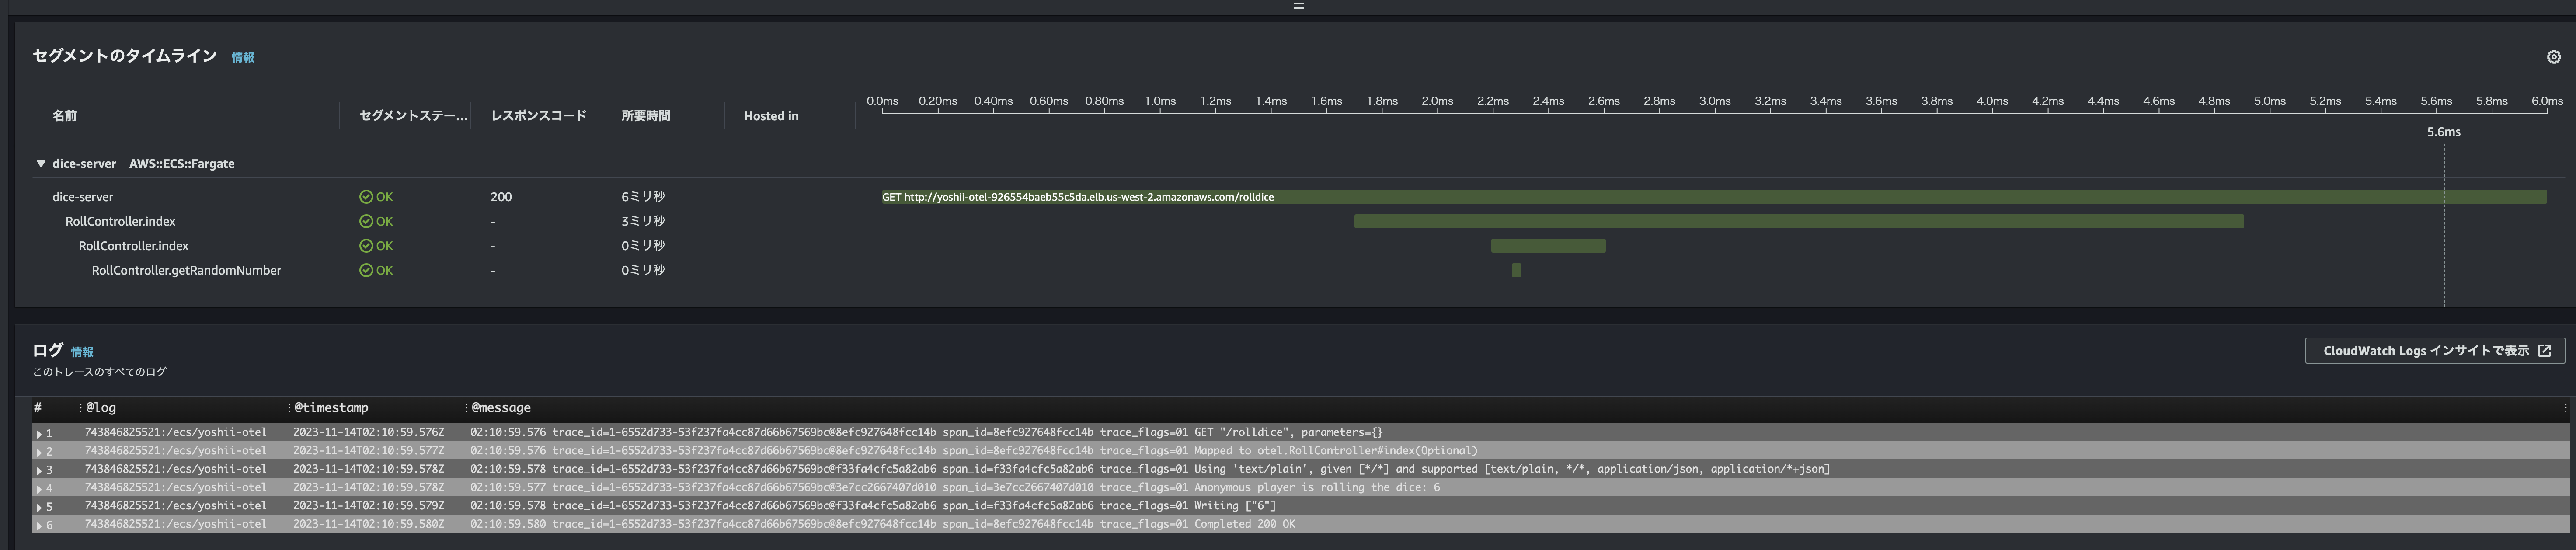 セグメントのタイムライン 情報
名前 セグメントステー... レスポンスコード 所要時間 Hosted in 0.0ms 0.20ms 0.40ms 0.60ms 0.80ms 1.0ms 1.2ms 1.4ms 1.6ms 1.8ms 2.0ms 2.2ms 2.4ms 2.6ms 2.8ms 3.0ms 3.2ms 3.4ms 3.6ms 3.8ms 4.0ms 4.2ms 4.4ms 4.6ms 4.8ms 5.0ms 5.2ms 5.4ms 5.6ms 5.8ms 6.0ms
5.6ms
▼ dice-server AWS::ECS::Fargate
dice-server OK 200 6ミリ秒 GET http://yoshii-otel-926554baeb55c5da.elb.us-west-2.amazonaws.com/rolldice
RollController.index OK - 3ミリ秒
RollController.index OK - 0ミリ秒
RollController.getRandomNumber OK - 0ミリ秒
ログ 情報
CloudWatch Logs インサイトで表示
このトレースのすべてのログ
# @log @timestamp @message
1 743846825521:/ecs/yoshii-otel 2023-11-14T02:10:59.576Z 02:10:59.576 trace_id=1-6552d733-53f237fa4cc87d66b67569bc@8efc927648fcc14b span_id=8efc927648fcc14b trace_flags=01 GET "/rolldice", parameters={}
2 743846825521:/ecs/yoshii-otel 2023-11-14T02:10:59.577Z 02:10:59.576 trace_id=1-6552d733-53f237fa4cc87d66b67569bc@8efc927648fcc14b span_id=8efc927648fcc14b trace_flags=01 Mapped to otel.RollController#index(Optional)
3 743846825521:/ecs/yoshii-otel 2023-11-14T02:10:59.578Z 02:10:59.578 trace_id=1-6552d733-53f237fa4cc87d66b67569bc@f33fa4cfc5a82ab6 span_id=f33fa4cfc5a82ab6 trace_flags=01 Using 'text/plain', given [*/*] and supported [text/plain, */*, application/json, application/*+json]
4 743846825521:/ecs/yoshii-otel 2023-11-14T02:10:59.578Z 02:10:59.577 trace_id=1-6552d733-53f237fa4cc87d66b67569bc@3e7cc2667407d010 span_id=3e7cc2667407d010 trace_flags=01 Anonymous player is rolling the dice: 6
5 743846825521:/ecs/yoshii-otel 2023-11-14T02:10:59.579Z 02:10:59.578 trace_id=1-6552d733-53f237fa4cc87d66b67569bc@f33fa4cfc5a82ab6 span_id=f33fa4cfc5a82ab6 trace_flags=01 Writing ["6"]
6 743846825521:/ecs/yoshii-otel 2023-11-14T02:10:59.580Z 02:10:59.580 trace_id=1-6552d733-53f237fa4cc87d66b67569bc@8efc927648fcc14b span_id=8efc927648fcc14b trace_flags=01 Completed 200 OK